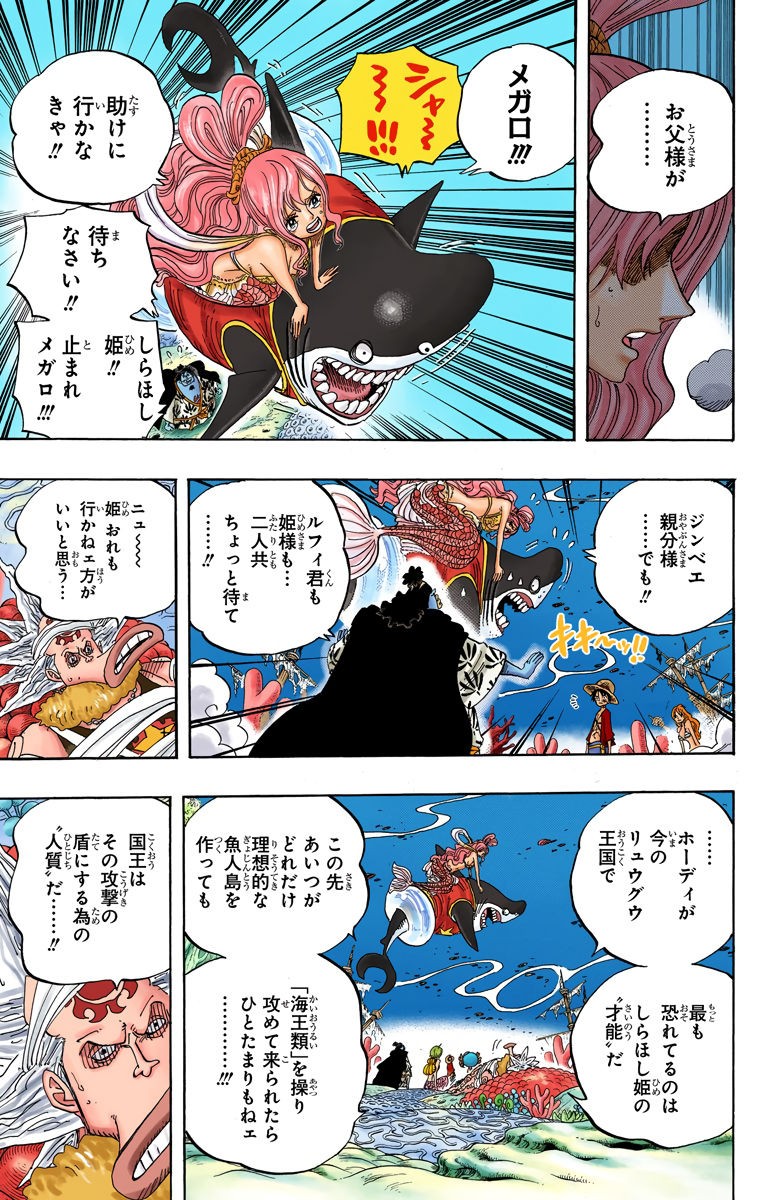 お父様が
………
メガロ!!!
シャ〜
〜!!!
助けに
行かな
きゃ!!
待ち
なさい!!
しらほし
姫!!
止まれ
メガロ!!!
ジンベエ
親分様
……でも!!
キキ〜ッ!!
ルフィ君も
姫様も…
二人共
ちょっと待て
……!!
ニュ〜〜
姫 おれも
行かねェ方が
いいと思う…
……
ホーディが
今の
リュウグウ
王国で
最も
恐れてるのは
しらほし姫の
〝才能〟だ
この先
あいつが
どれだけ
理想的な
魚人島を
作っても
「海王類」を操り
攻めて来られたら
ひとたまりもねェ
………!!!
国王は
その攻撃の
盾にする為の
〝人質〟だ……!!